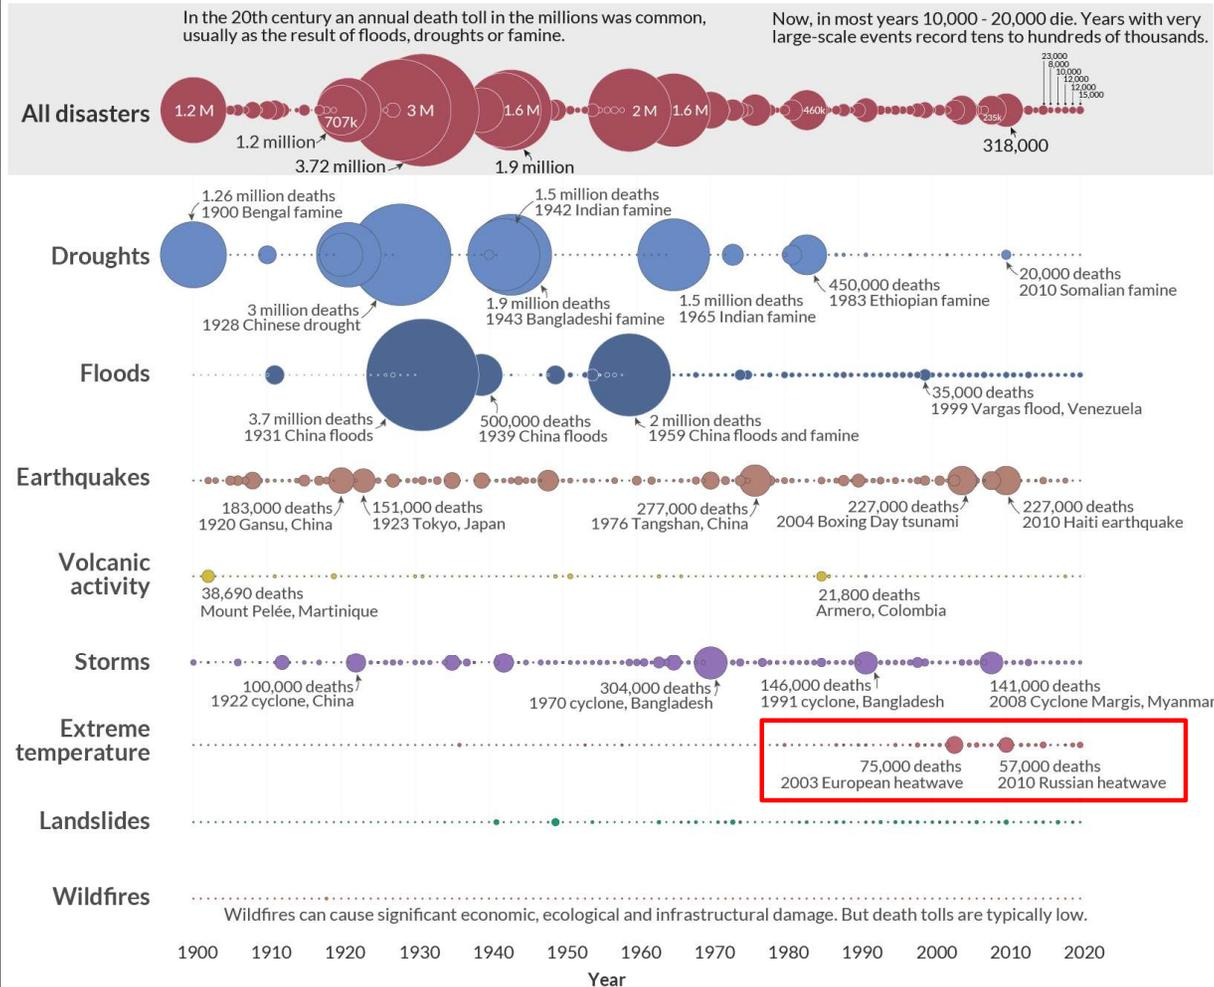 In the 20th century an annual death toll in the millions was common,
usually as the result of floods, droughts or famine.
Now, in most years 10,000 - 20,000 die. Years with very
large-scale events record tens to hundreds of thousands.
All disasters
1.2 M
707k
1.2 million
3 M
3.72 million
1.6 M
1.9 million
2 M
1.6 M
460k
235k
318,000
23,000
8,000
10,000
12,000
12,000
15,000
Droughts
1.26 million deaths
1900 Bengal famine
3 million deaths
1928 Chinese drought
1.5 million deaths
1942 Indian famine
1.9 million deaths
1943 Bangladeshi famine
1.5 million deaths
1965 Indian famine
450,000 deaths
1983 Ethiopian famine
20,000 deaths
2010 Somalian famine
Floods
3.7 million deaths
1931 China floods
500,000 deaths
1939 China floods
2 million deaths
1959 China floods and famine
35,000 deaths
1999 Vargas flood, Venezuela
Earthquakes
183,000 deaths
1920 Gansu, China
151,000 deaths
1923 Tokyo, Japan
277,000 deaths
1976 Tangshan, China
227,000 deaths
2004 Boxing Day tsunami
227,000 deaths
2010 Haiti earthquake
Volcanic
activity
38,690 deaths
Mount Pelée, Martinique
21,800 deaths
Armero, Colombia
Storms
100,000 deaths
1922 cyclone, China
304,000 deaths
1970 cyclone, Bangladesh
146,000 deaths
1991 cyclone, Bangladesh
141,000 deaths
2008 Cyclone Margis, Myanmar
Extreme
temperature
75,000 deaths
2003 European heatwave
57,000 deaths
2010 Russian heatwave
Landslides
Wildfires
Wildfires can cause significant economic, ecological and infrastructural damage. But death tolls are typically low.
1900 1910 1920 1930 1940 1950 1960 1970 1980 1990 2000 2010 2020
Year